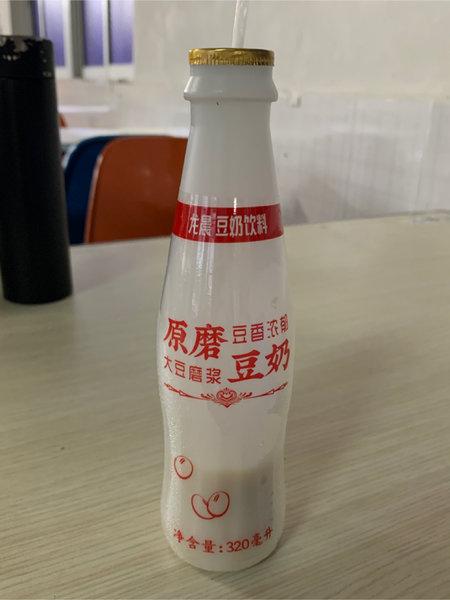 龙晨豆奶饮料
原磨 豆香浓郁
大豆磨浆 豆奶
净含量:320毫升